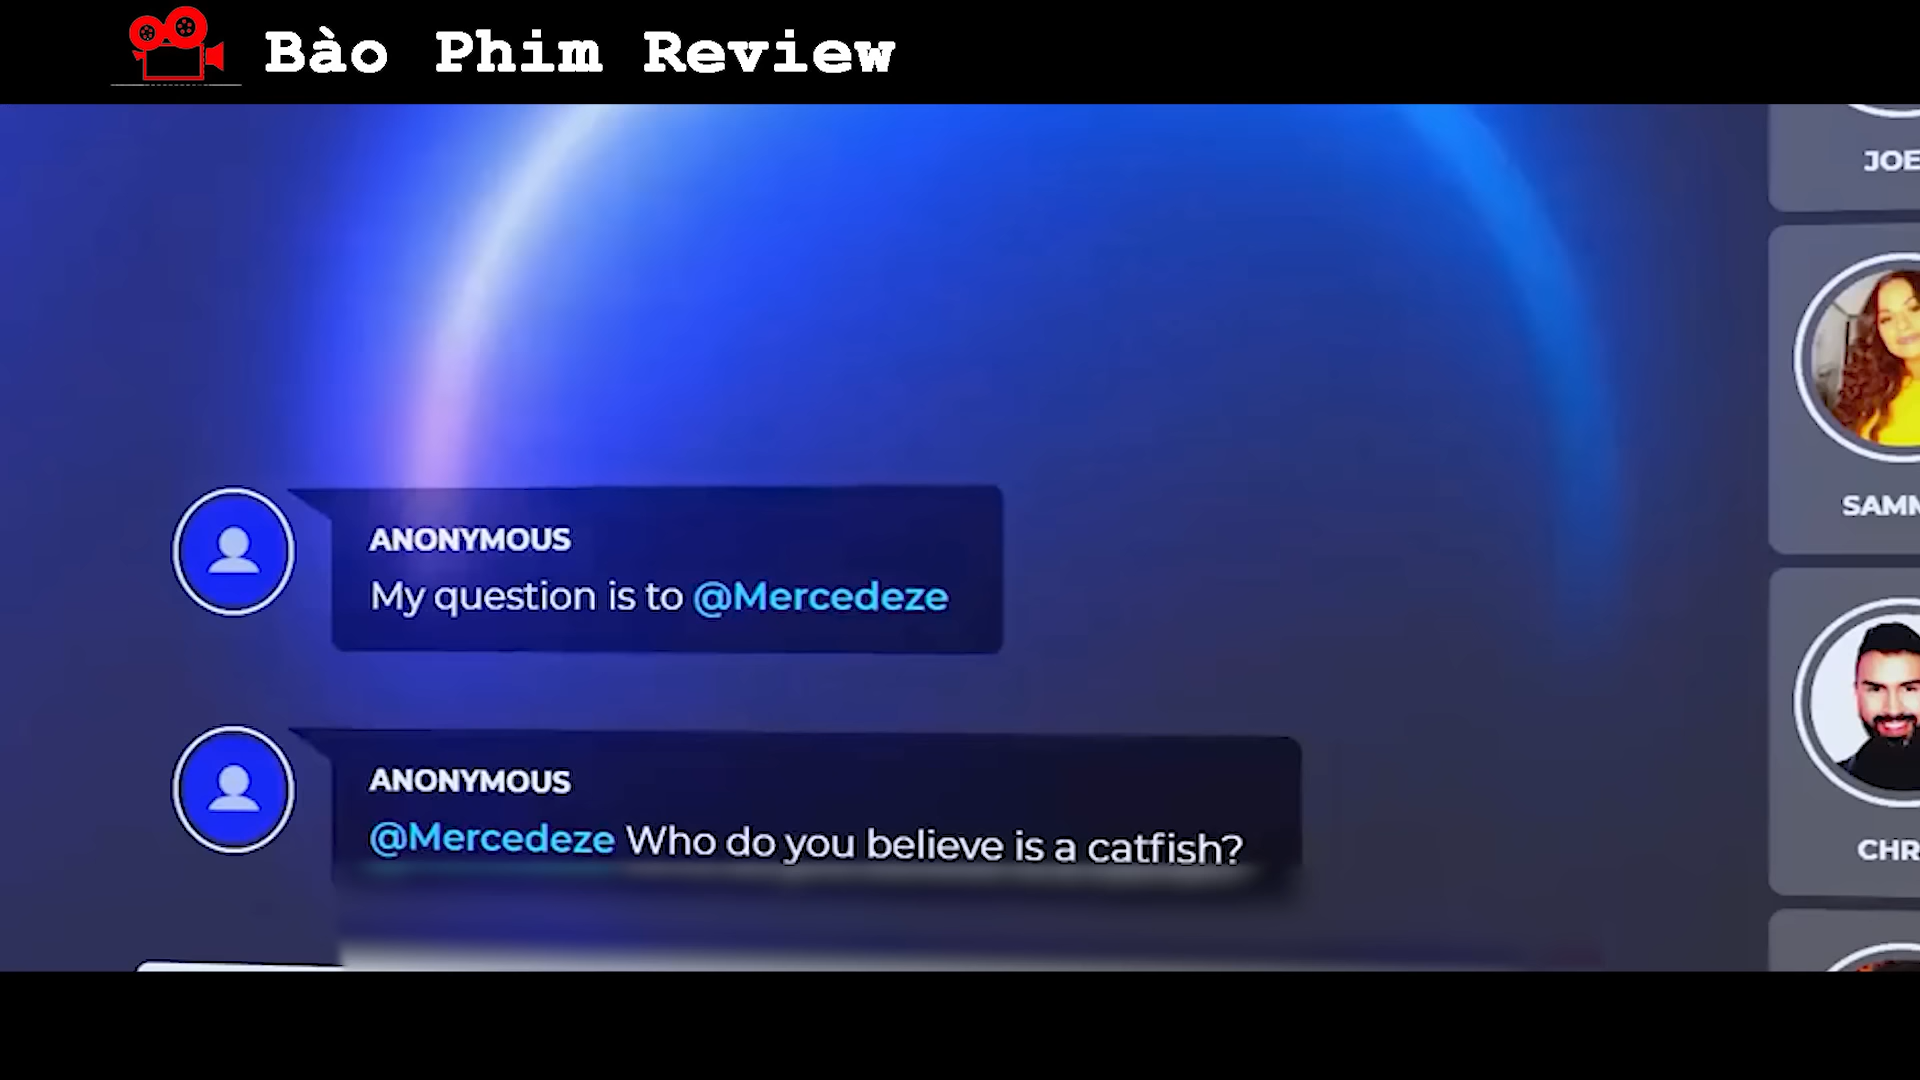 Bào Phim Review
JOE
SAMM
CHR
ANONYMOUS
My question is to @Mercedeze
ANONYMOUS
@Mercedeze Who do you believe is a catfish?